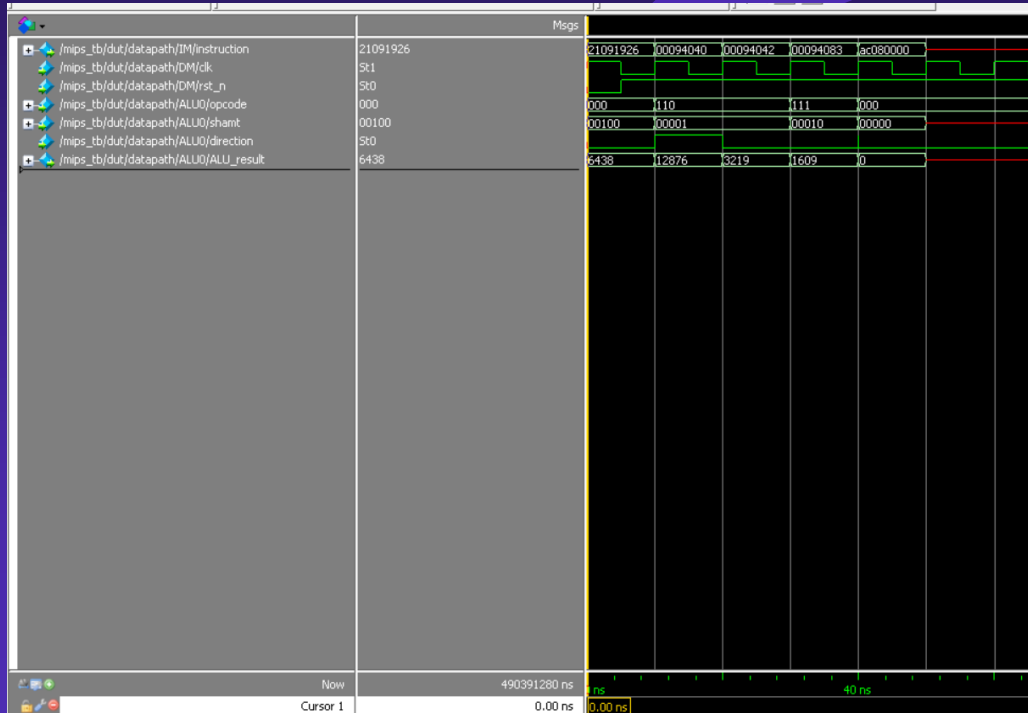 Msgs
/mips_tb/dut/datapath/IM/instruction 21091926 21091926 00094040 00094042 00094083 ac080000
/mips_tb/dut/datapath/DM/clk St1
/mips_tb/dut/datapath/DM/rst_n St0
/mips_tb/dut/datapath/ALU0/opcode 000 000 110 111 000
/mips_tb/dut/datapath/ALU0/shamt 00100 00100 00001 00010 00000
/mips_tb/dut/datapath/ALU0/direction St0
/mips_tb/dut/datapath/ALU0/ALU_result 6438 6438 12876 3219 1609 0
Now 490391280 ns ns 40 ns
Cursor 1 0.00 ns 0.00 ns